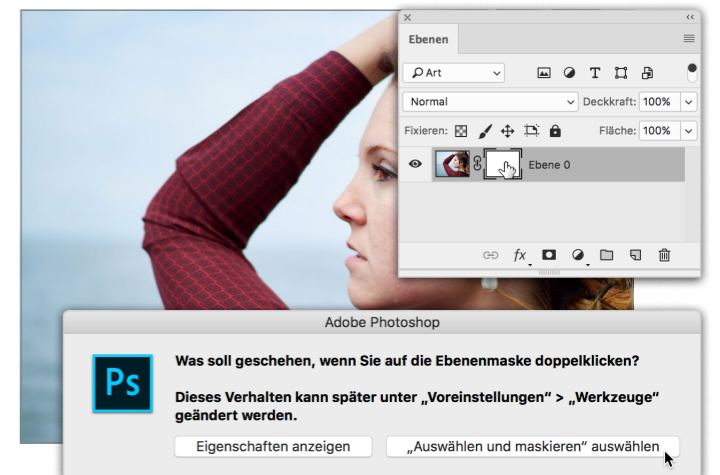 Ebenen
Art
Normal
Deckkraft: 100%
Fixieren:
Fläche: 100%
Ebene 0
fx
Adobe Photoshop
Ps
Was soll geschehen, wenn Sie auf die Ebenenmaske doppelklicken?
Dieses Verhalten kann später unter „Voreinstellungen“ > „Werkzeuge“
geändert werden.
Eigenschaften anzeigen
„Auswählen und maskieren“ auswählen